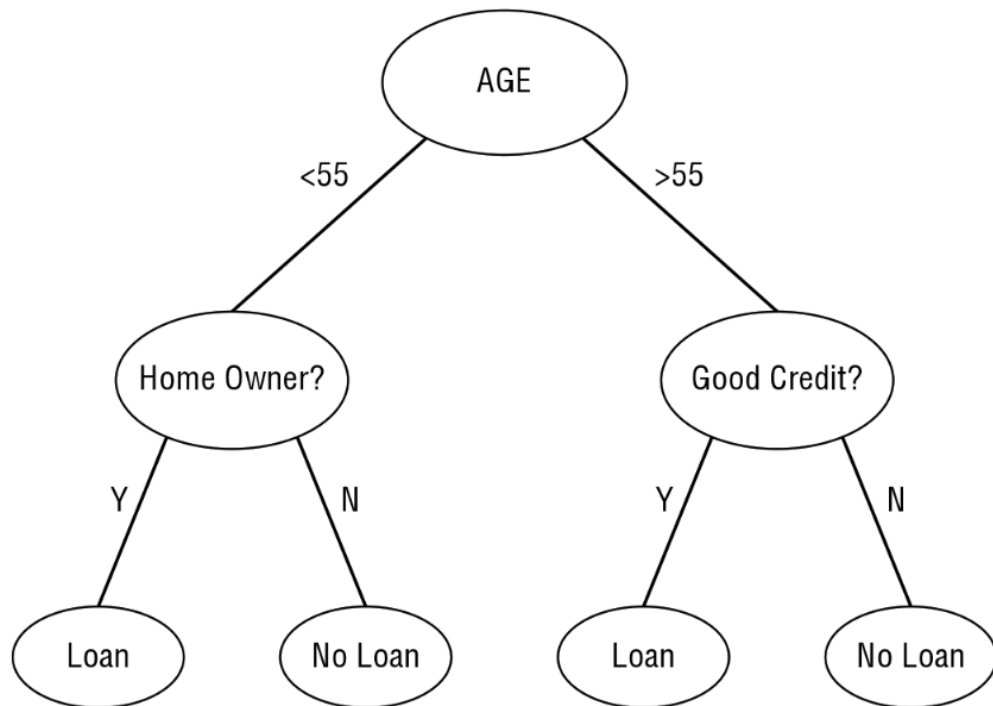 AGE
<55
>55
Home Owner?
Good Credit?
Y
N
Y
N
Loan
No Loan
Loan
No Loan